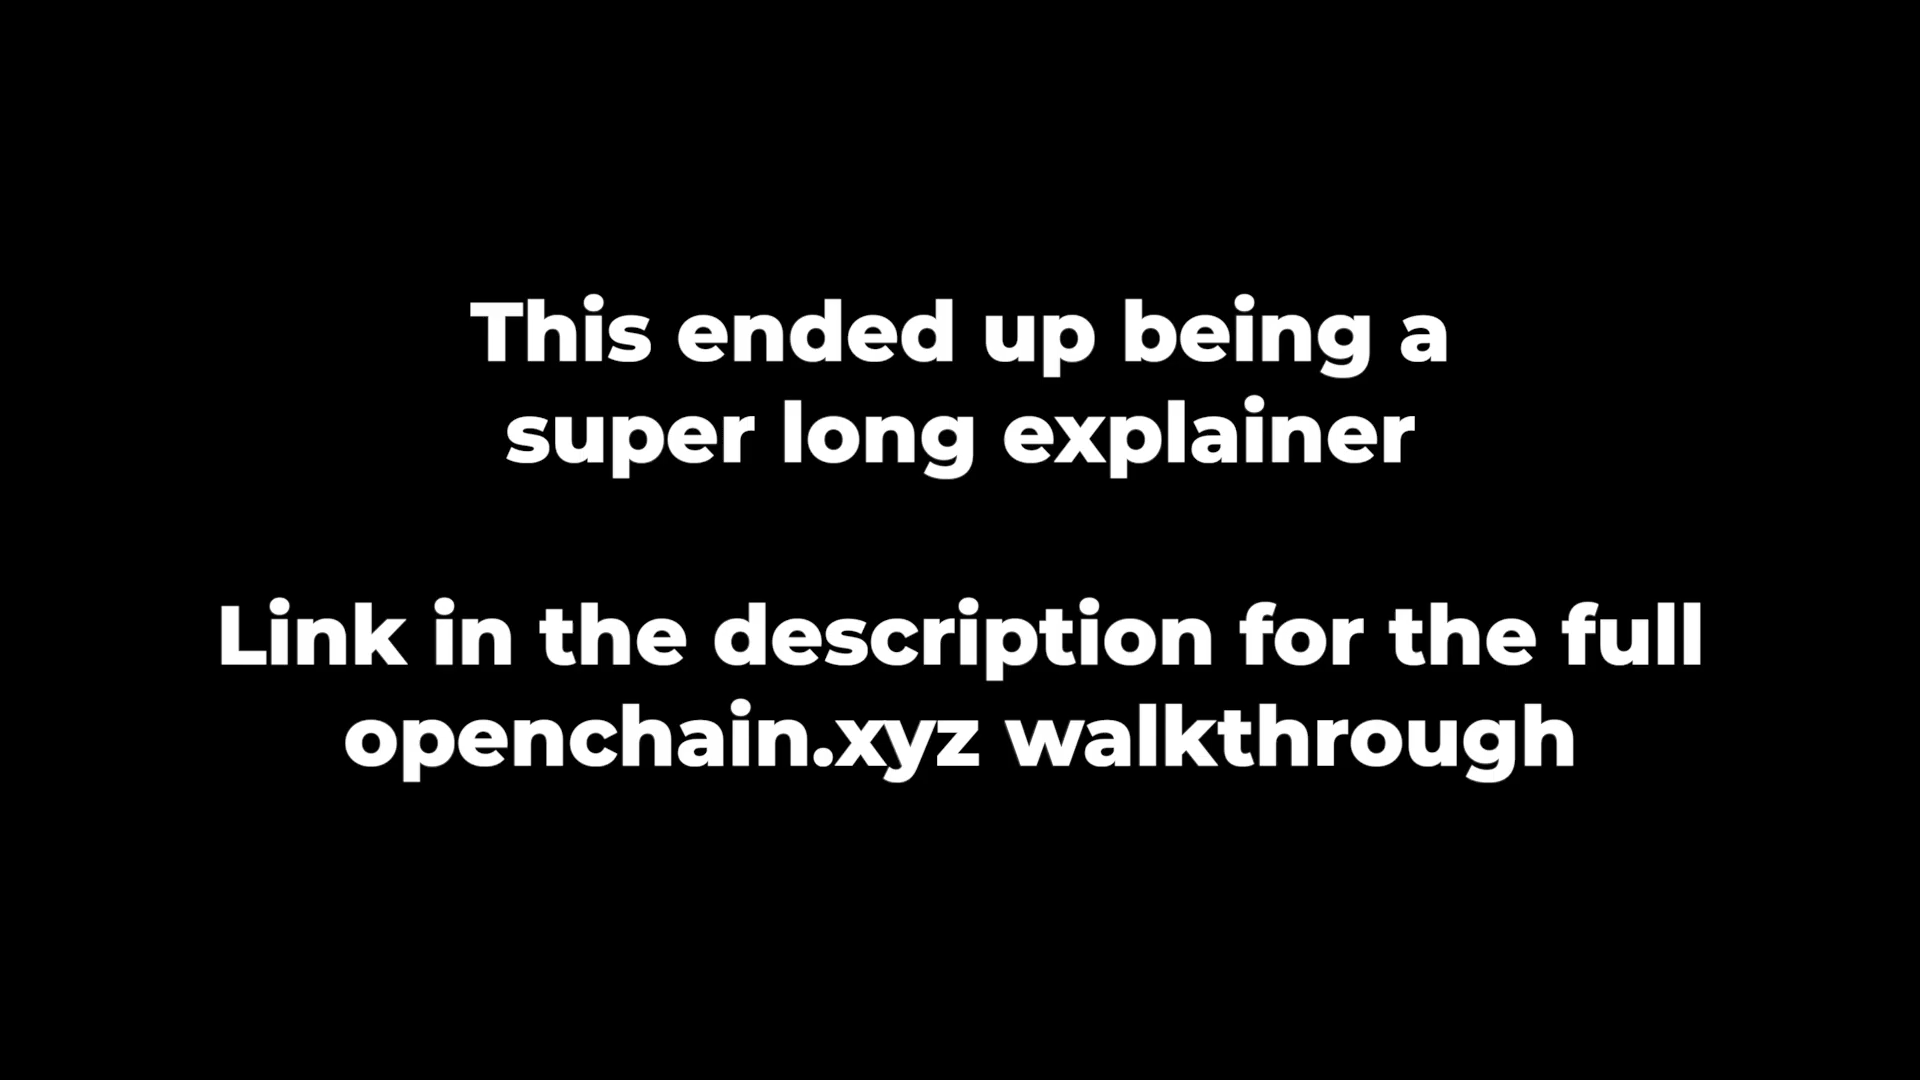 This ended up being a
super long explainer
Link in the description for the full
openchain.xyz walkthrough